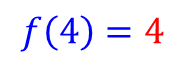 f(4) = 4